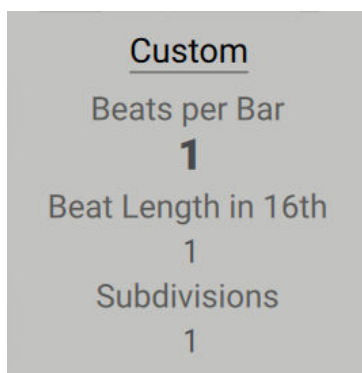 Custom
Beats per Bar
1
Beat Length in 16th
1
Subdivisions
1